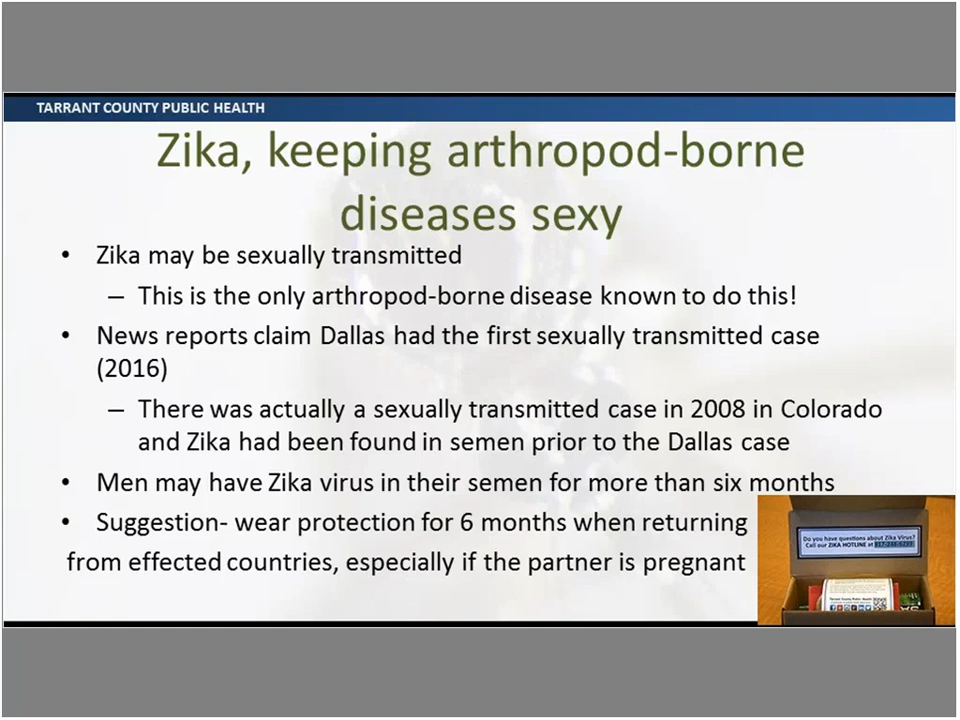 TARRANT COUNTY PUBLIC HEALTH
Zika, keeping arthropod-borne
diseases sexy
• Zika may be sexually transmitted
– This is the only arthropod-borne disease known to do this!
• News reports claim Dallas had the first sexually transmitted case
(2016)
– There was actually a sexually transmitted case in 2008 in Colorado
and Zika had been found in semen prior to the Dallas case
• Men may have Zika virus in their semen for more than six months
• Suggestion- wear protection for 6 months when returning
from effected countries, especially if the partner is pregnant
Do you have questions about Zika Virus?
Call our ZIKA HOTLINE at
Tarrant County Public Health